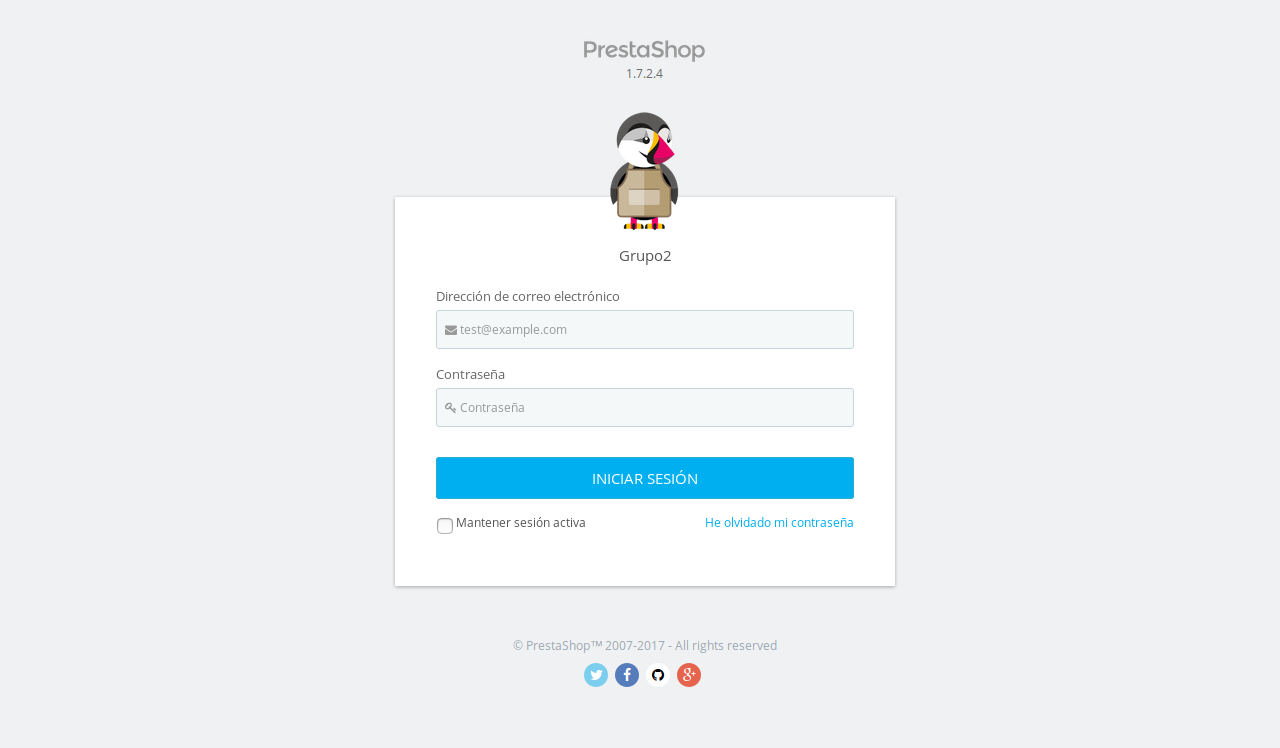 PrestaShop
1.7.2.4
Grupo2
Dirección de correo electrónico
test@example.com
Contraseña
Contraseña
INICIAR SESIÓN
Mantener sesión activa He olvidado mi contraseña
© PrestaShop™ 2007-2017 - All rights reserved